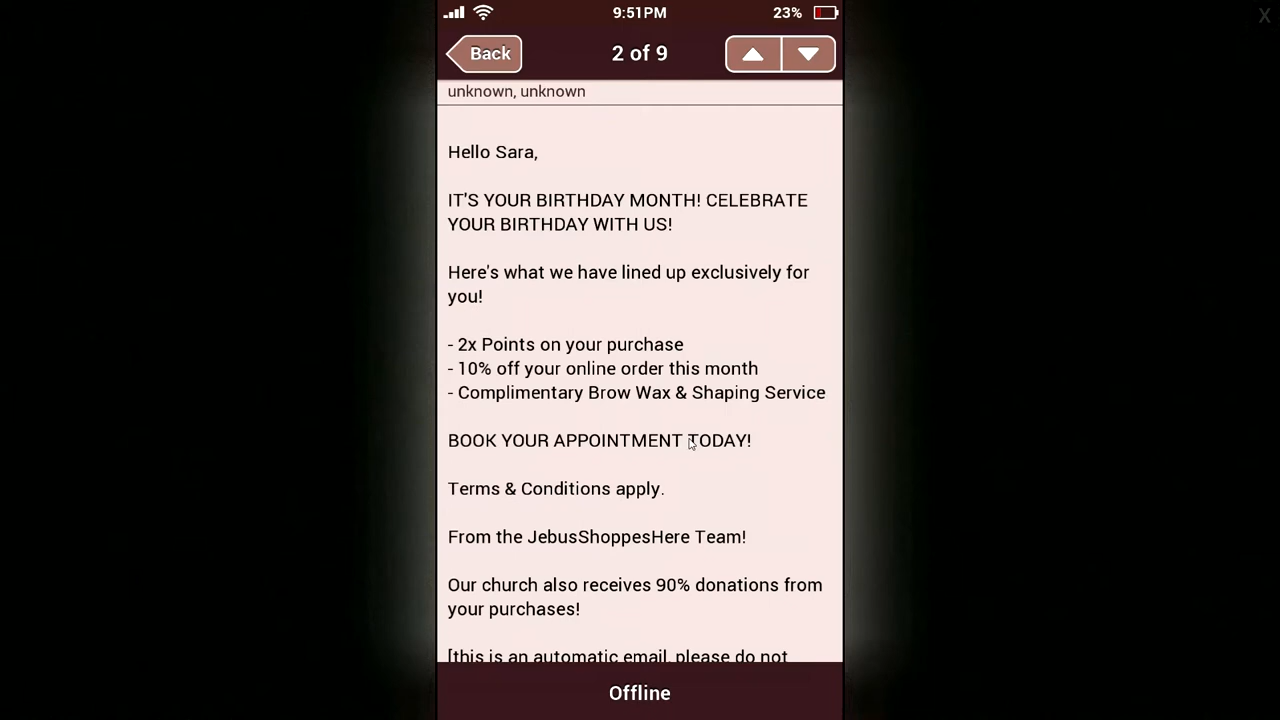 9:51PM
23%
X
Back
2 of 9
unknown, unknown
Hello Sara,
IT'S YOUR BIRTHDAY MONTH! CELEBRATE
YOUR BIRTHDAY WITH US!
Here's what we have lined up exclusively for
you!
- 2x Points on your purchase
- 10% off your online order this month
- Complimentary Brow Wax & Shaping Service
BOOK YOUR APPOINTMENT TODAY!
Terms & Conditions apply.
From the JebusShoppesHere Team!
Our church also receives 90% donations from
your purchases!
[this is an automatic email, please do not
Offline